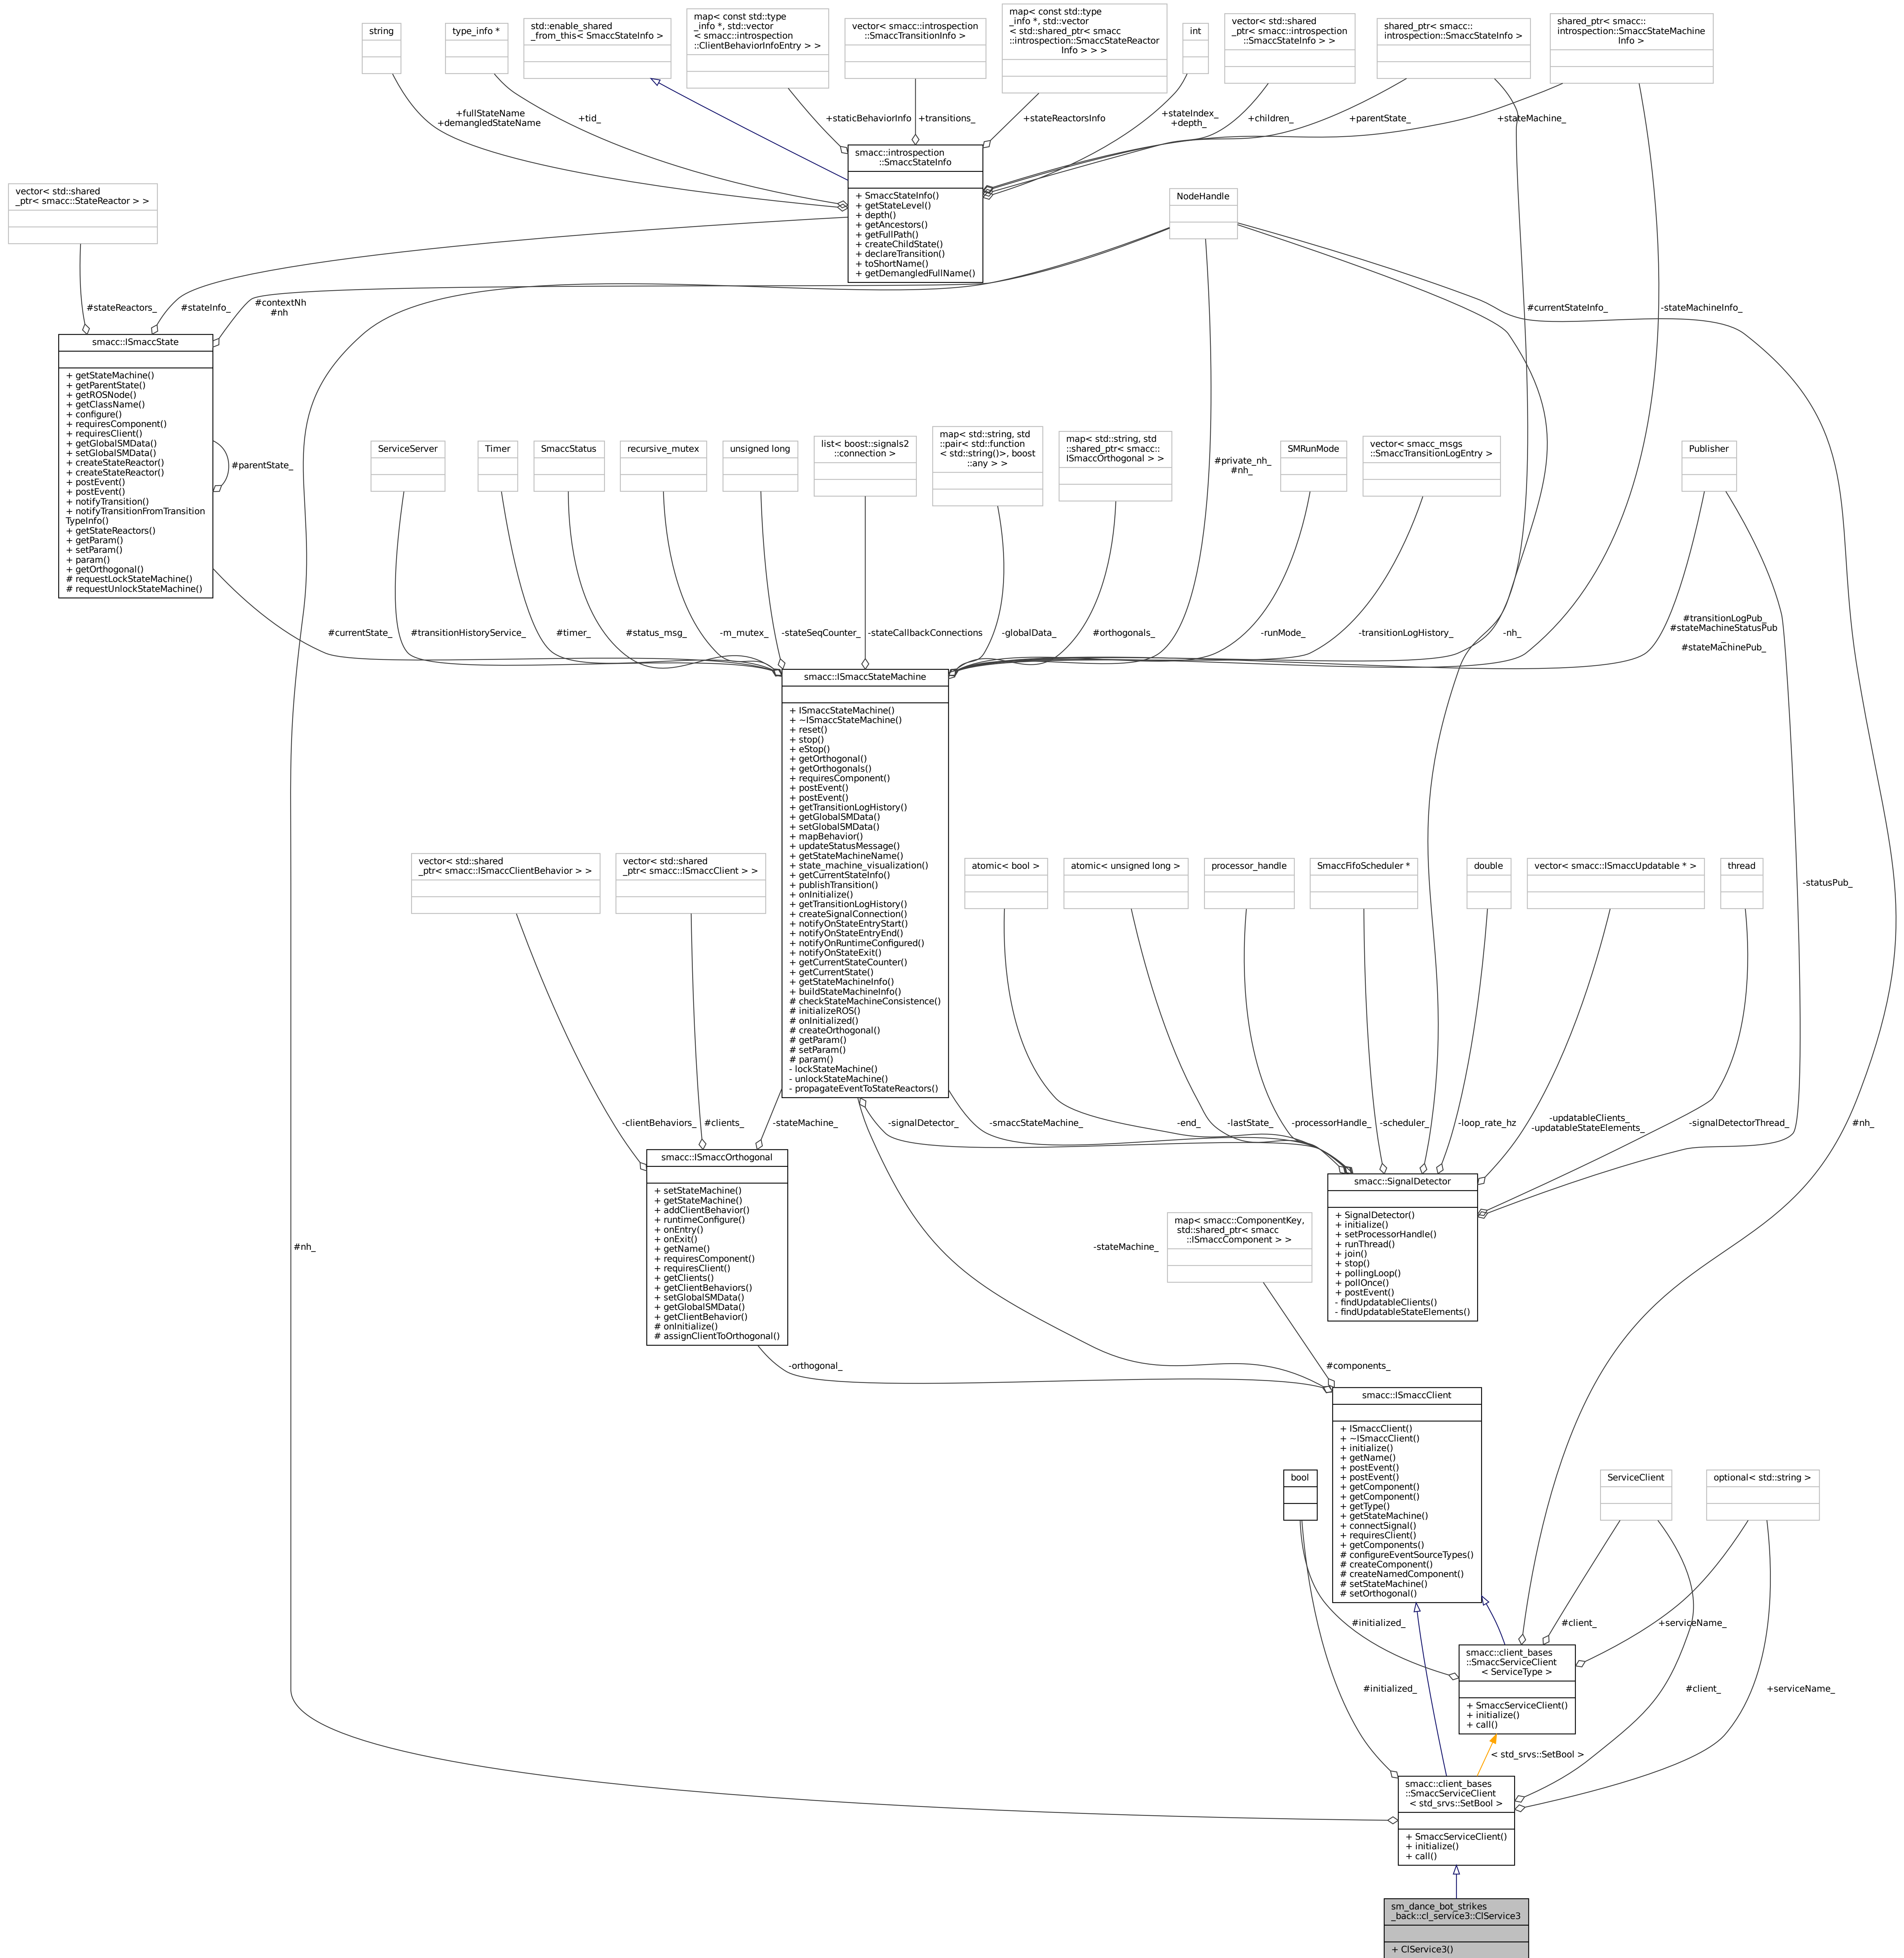 string
type_info *
std::enable_shared
_from_this< SmaccStateInfo >
map< const std::type
_info *, std::vector
< smacc::introspection
::ClientBehaviorInfoEntry > >
vector< smacc::introspection
::SmaccTransitionInfo >
map< const std::type
_info *, std::vector
< std::shared_ptr< smacc
::introspection::SmaccStateReactor
Info > > >
int
vector< std::shared
_ptr< smacc::introspection
::SmaccStateInfo > >
shared_ptr< smacc::
introspection::SmaccStateInfo >
shared_ptr< smacc::
introspection::SmaccStateMachine
Info >
+fullStateName
+demangledStateName
+tid_
+staticBehaviorInfo
+transitions_
+stateReactorsInfo
+stateIndex_
+depth_
+children_
+parentState_
+stateMachine_
smacc::introspection
::SmaccStateInfo
+ SmaccStateInfo()
+ getStateLevel()
+ depth()
+ getAncestors()
+ getFullPath()
+ createChildState()
+ declareTransition()
+ toShortName()
+ getDemangledFullName()
vector< std::shared
_ptr< smacc::StateReactor > >
NodeHandle
#stateReactors_
#stateInfo_
#contextNh
#nh
#currentStateInfo_
-stateMachineInfo_
smacc::ISmaccState
+ getStateMachine()
+ getParentState()
+ getROSNode()
+ getClassName()
+ configure()
+ requiresComponent()
+ requiresClient()
+ getGlobalSMData()
+ setGlobalSMData()
+ createStateReactor()
+ createStateReactor()
+ postEvent()
+ postEvent()
+ notifyTransition()
+ notifyTransitionFromTransition
TypeInfo()
+ getStateReactors()
+ getParam()
+ setParam()
+ param()
+ getOrthogonal()
# requestLockStateMachine()
# requestUnlockStateMachine()
#parentState_
ServiceServer
Timer
SmaccStatus
recursive_mutex
unsigned long
list< boost::signals2
::connection >
map< std::string, std
::pair< std::function
< std::string()>, boost
::any > >
map< std::string, std
::shared_ptr< smacc::
ISmaccOrthogonal > >
#private_nh_
#nh_
SMRunMode
vector< smacc_msgs
::SmaccTransitionLogEntry >
Publisher
#currentState_
#transitionHistoryService_
#timer_
#status_msg_
-m_mutex_
-stateSeqCounter_
-stateCallbackConnections
-globalData_
#orthogonals_
-runMode_
-transitionLogHistory_
-nh_
#transitionLogPub_
#stateMachineStatusPub
_
#stateMachinePub_
smacc::ISmaccStateMachine
+ ISmaccStateMachine()
+ ~ISmaccStateMachine()
+ reset()
+ stop()
+ eStop()
+ getOrthogonal()
+ getOrthogonals()
+ requiresComponent()
+ postEvent()
+ postEvent()
+ getTransitionLogHistory()
+ getGlobalSMData()
+ setGlobalSMData()
+ mapBehavior()
+ updateStatusMessage()
+ getStateMachineName()
+ state_machine_visualization()
+ getCurrentStateInfo()
+ publishTransition()
+ onInitialize()
+ getTransitionLogHistory()
+ createSignalConnection()
+ notifyOnStateEntryStart()
+ notifyOnStateEntryEnd()
+ notifyOnRuntimeConfigured()
+ notifyOnStateExit()
+ getCurrentStateCounter()
+ getCurrentState()
+ getStateMachineInfo()
+ buildStateMachineInfo()
# checkStateMachineConsistence()
# initializeROS()
# onInitialized()
# createOrthogonal()
# getParam()
# setParam()
# param()
- lockStateMachine()
- unlockStateMachine()
- propagateEventToStateReactors()
vector< std::shared
_ptr< smacc::ISmaccClientBehavior > >
vector< std::shared
_ptr< smacc::ISmaccClient > >
atomic< bool >
atomic< unsigned long >
processor_handle
SmaccFifoScheduler *
double
vector< smacc::ISmaccUpdatable * >
thread
-statusPub_
-clientBehaviors_
#clients_
-stateMachine_
-signalDetector_
-smaccStateMachine_
-end_
-lastState_
-processorHandle_
-scheduler_
-loop_rate_hz
-updatableClients_
-updatableStateElements_
-signalDetectorThread_
#nh_
smacc::ISmaccOrthogonal
+ setStateMachine()
+ getStateMachine()
+ addClientBehavior()
+ runtimeConfigure()
+ onEntry()
+ onExit()
+ getName()
+ requiresComponent()
+ requiresClient()
+ getClients()
+ getClientBehaviors()
+ setGlobalSMData()
+ getGlobalSMData()
+ getClientBehavior()
# onInitialize()
# assignClientToOrthogonal()
smacc::SignalDetector
+ SignalDetector()
+ initialize()
+ setProcessorHandle()
+ runThread()
+ join()
+ stop()
+ pollingLoop()
+ pollOnce()
+ postEvent()
- findUpdatableClients()
- findUpdatableStateElements()
#nh_
-stateMachine_
map< smacc::ComponentKey,
std::shared_ptr< smacc
::ISmaccComponent > >
-orthogonal_
#components_
smacc::ISmaccClient
+ ISmaccClient()
+ ~ISmaccClient()
+ initialize()
+ getName()
+ postEvent()
+ postEvent()
+ getComponent()
+ getComponent()
+ getType()
+ getStateMachine()
+ connectSignal()
+ requiresClient()
+ getComponents()
# configureEventSourceTypes()
# createComponent()
# createNamedComponent()
# setStateMachine()
# setOrthogonal()
bool
ServiceClient
optional< std::string >
#initialized_
#client_
+serviceName_
smacc::client_bases
::SmaccServiceClient
< ServiceType >
+ SmaccServiceClient()
+ initialize()
+ call()
#initialized_
#client_
+serviceName_
< std_srvs::SetBool >
smacc::client_bases
::SmaccServiceClient
< std_srvs::SetBool >
+ SmaccServiceClient()
+ initialize()
+ call()
sm_dance_bot_strikes
_back::cl_service3::ClService3
+ ClService3()